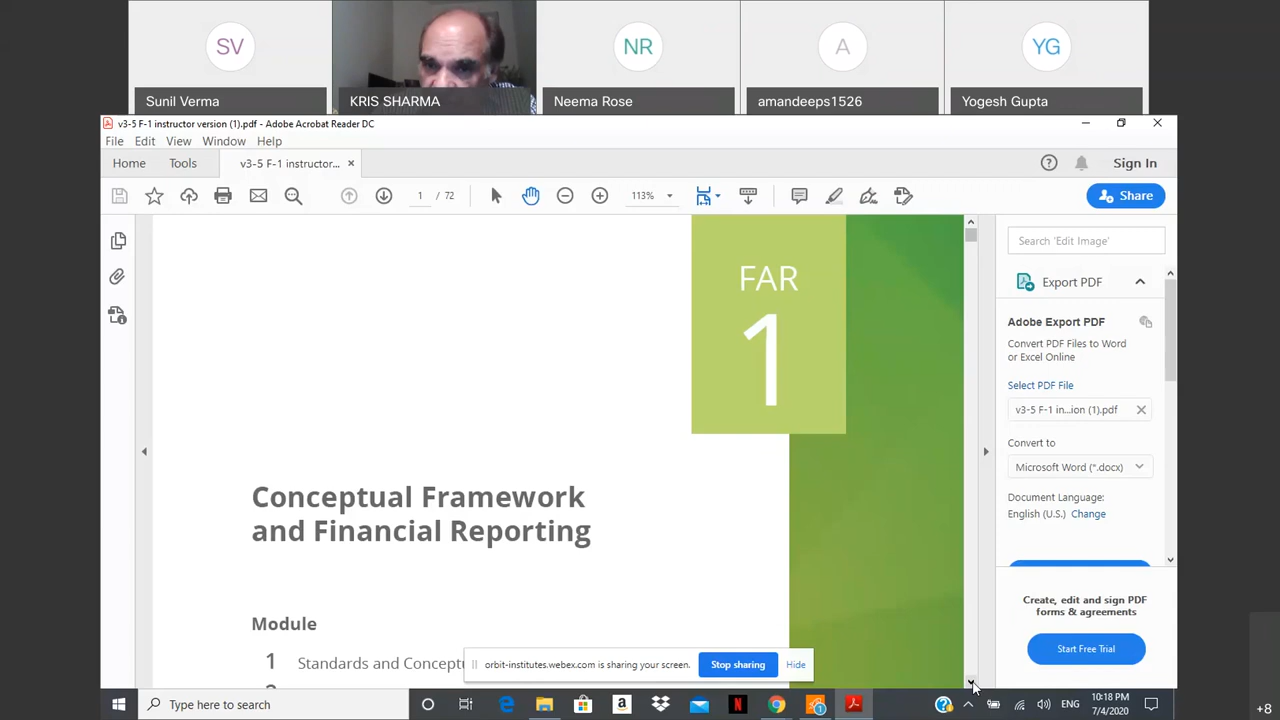 SV
NR
A
YG
Sunil Verma
KRIS SHARMA
Neema Rose
amandeeps1526
Yogesh Gupta
v3-5 F-1 instructor version (1).pdf - Adobe Acrobat Reader DC
File Edit View Window Help
Home Tools v3-5 F-1 instructor... ×
Sign In
1 / 72
113%
Share
FAR
1
Conceptual Framework
and Financial Reporting
Module
1 Standards and Concept
Search 'Edit Image'
Export PDF
Adobe Export PDF
Convert PDF Files to Word
or Excel Online
Select PDF File
v3-5 F-1 in...ion (1).pdf
Convert to
Microsoft Word (*.docx)
Document Language:
English (U.S.) Change
Create, edit and sign PDF
forms & agreements
Start Free Trial
orbit-institutes.webex.com is sharing your screen. Stop sharing Hide
Type here to search
ENG
10:18 PM
7/4/2020
+8